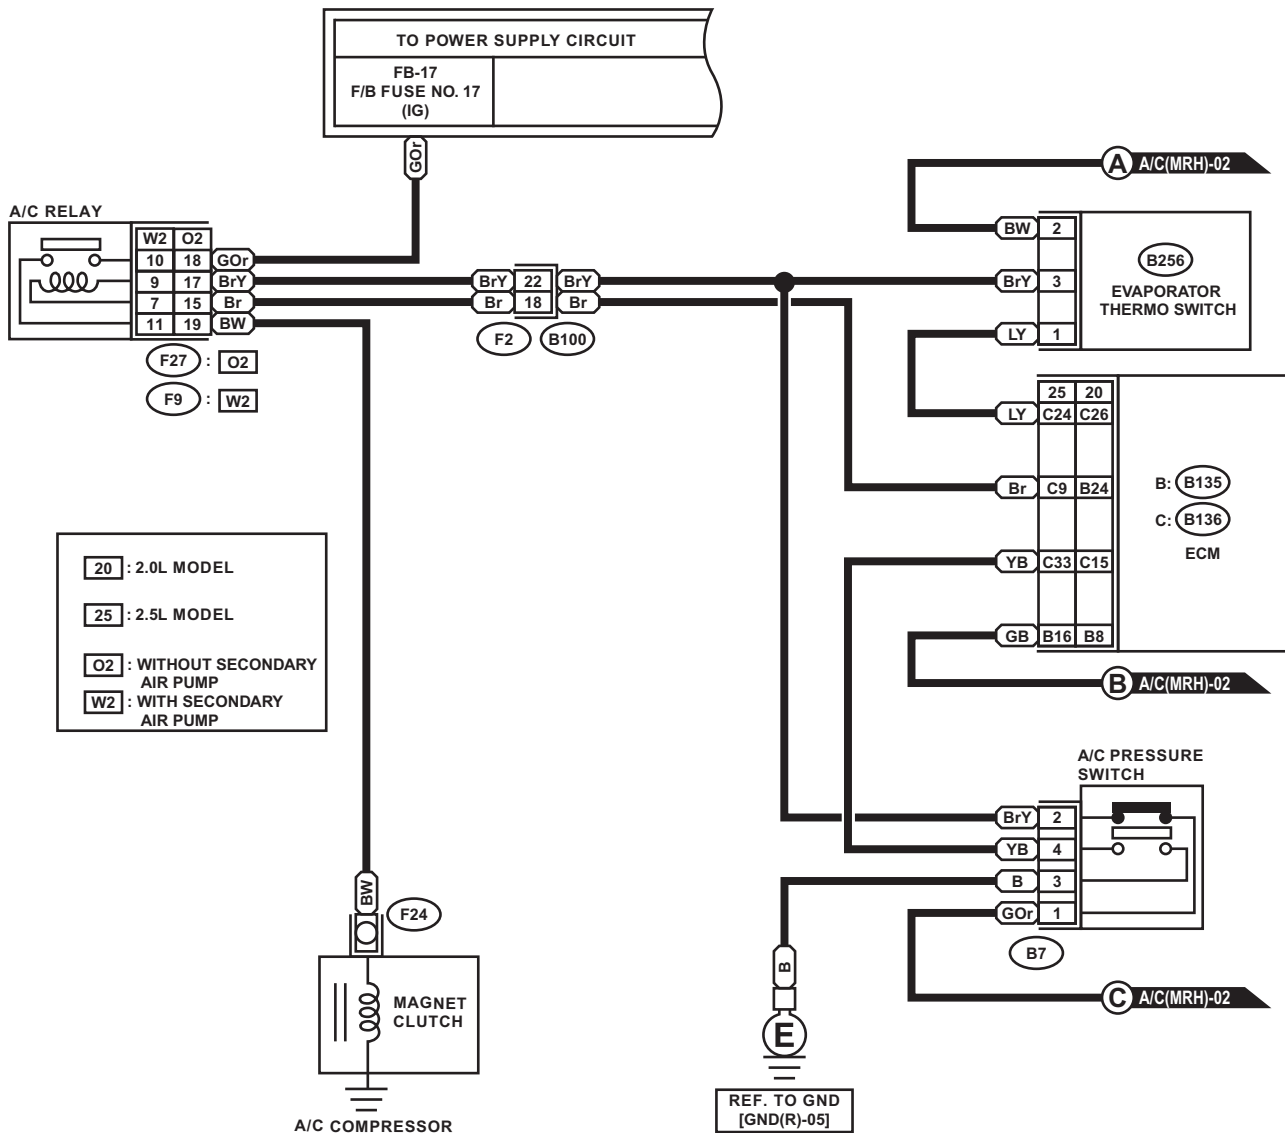 TO POWER SUPPLY CIRCUIT
FB-17
F/B FUSE NO. 17
(IG)
GOr
A A/C(MRH)-02
A/C RELAY
W2 O2
10 18 GOr
9 17 BrY
7 15 Br
11 19 BW
F27 : O2
F9 : W2
BrY 22 BrY
Br 18 Br
F2 B100
BW 2
BrY 3
LY 1
B256
EVAPORATOR
THERMO SWITCH
25 20
LY C24 C26
Br C9 B24
YB C33 C15
GB B16 B8
B: B135
C: B136
ECM
B A/C(MRH)-02
20 : 2.0L MODEL
25 : 2.5L MODEL
O2 : WITHOUT SECONDARY
AIR PUMP
W2 : WITH SECONDARY
AIR PUMP
A/C PRESSURE
SWITCH
BrY 2
YB 4
B 3
GOr 1
B7
C A/C(MRH)-02
BW
F24
MAGNET
CLUTCH
A/C COMPRESSOR
B
E
REF. TO GND
[GND(R)-05]